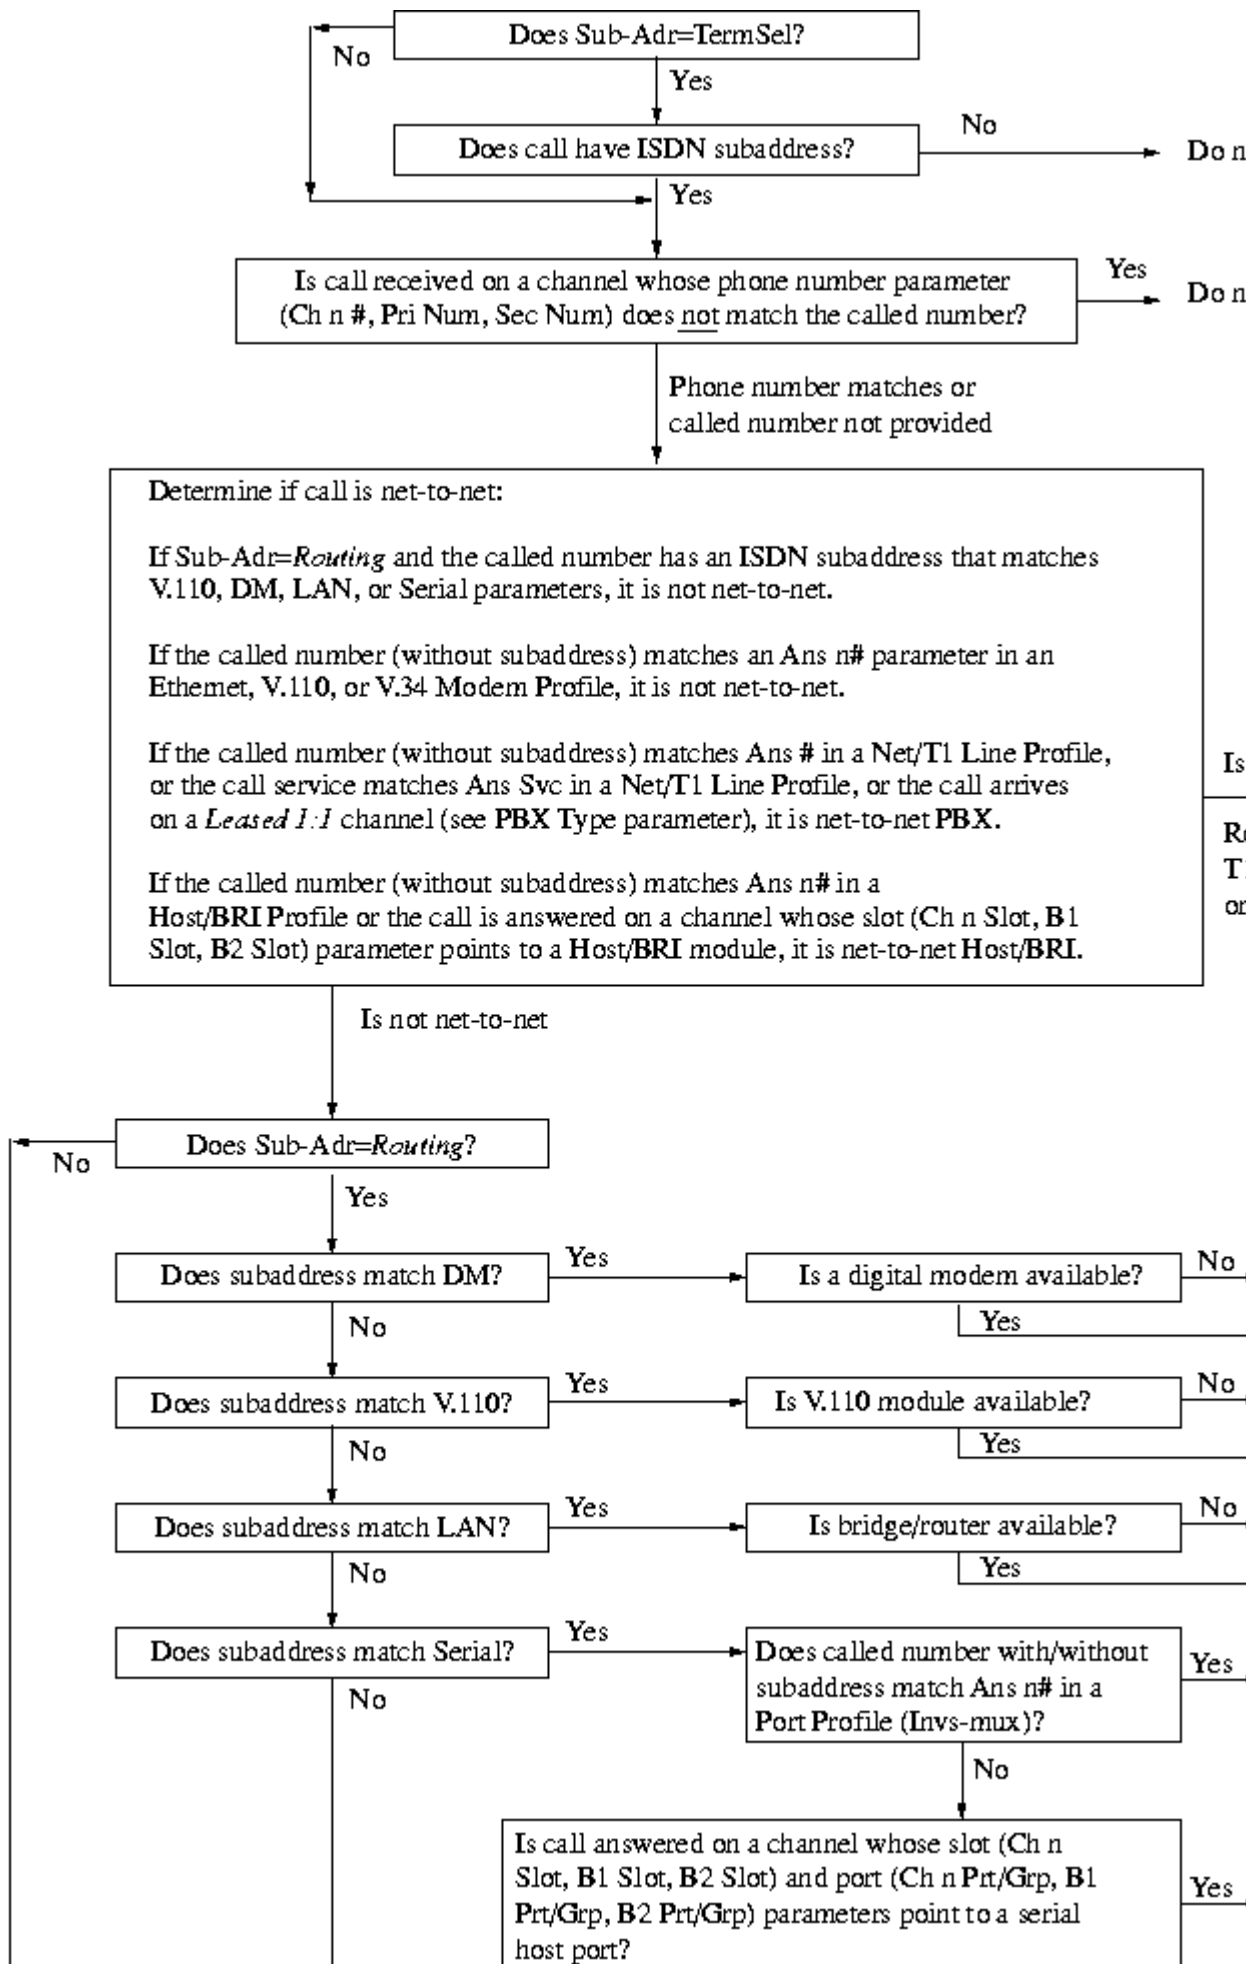 Does Sub-Adr=TermSel?
No
Yes
Does call have ISDN subaddress?
No
Do n
Yes
Is call received on a channel whose phone number parameter
(Ch n #, Pri Num, Sec Num) does not match the called number?
Yes
Do n
Phone number matches or
called number not provided
Determine if call is net-to-net:
If Sub-Adr=Routing and the called number has an ISDN subaddress that matches
V.110, DM, LAN, or Serial parameters, it is not net-to-net.
If the called number (without subaddress) matches an Ans n# parameter in an
Ethernet, V.110, or V.34 Modem Profile, it is not net-to-net.
If the called number (without subaddress) matches Ans # in a Net/T1 Line Profile,
or the call service matches Ans Svc in a Net/T1 Line Profile, or the call arrives
on a Leased 1:1 channel (see PBX Type parameter), it is net-to-net PBX.
If the called number (without subaddress) matches Ans n# in a
Host/BRI Profile or the call is answered on a channel whose slot (Ch n Slot, B1
Slot, B2 Slot) parameter points to a Host/BRI module, it is net-to-net Host/BRI.
Is
R
T
or
Is not net-to-net
Does Sub-Adr=Routing?
No
Yes
Does subaddress match DM?
Yes
Is a digital modem available?
No
Yes
No
Does subaddress match V.110?
Yes
Is V.110 module available?
No
Yes
No
Does subaddress match LAN?
Yes
Is bridge/router available?
No
Yes
No
Does subaddress match Serial?
Yes
Does called number with/without
subaddress match Ans n# in a
Port Profile (Invs-mux)?
Yes
No
No
Is call answered on a channel whose slot (Ch n
Slot, B1 Slot, B2 Slot) and port (Ch n Prt/Grp, B1
Prt/Grp, B2 Prt/Grp) parameters point to a serial
host port?
Yes